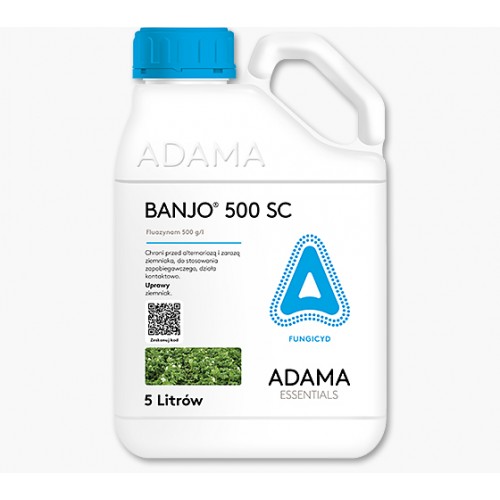 ADAMA
BANJO® 500 SC
Fluazynam 500 g/l
Chroni przed alternariozą i zarazą
ziemniaka, do stosowania
zapobiegawczego, działa
kontaktowo.
Uprawy
ziemniak.
Zeskanuj kod
FUNGICYD
5 Litrów
ADAMA
ESSENTIALS